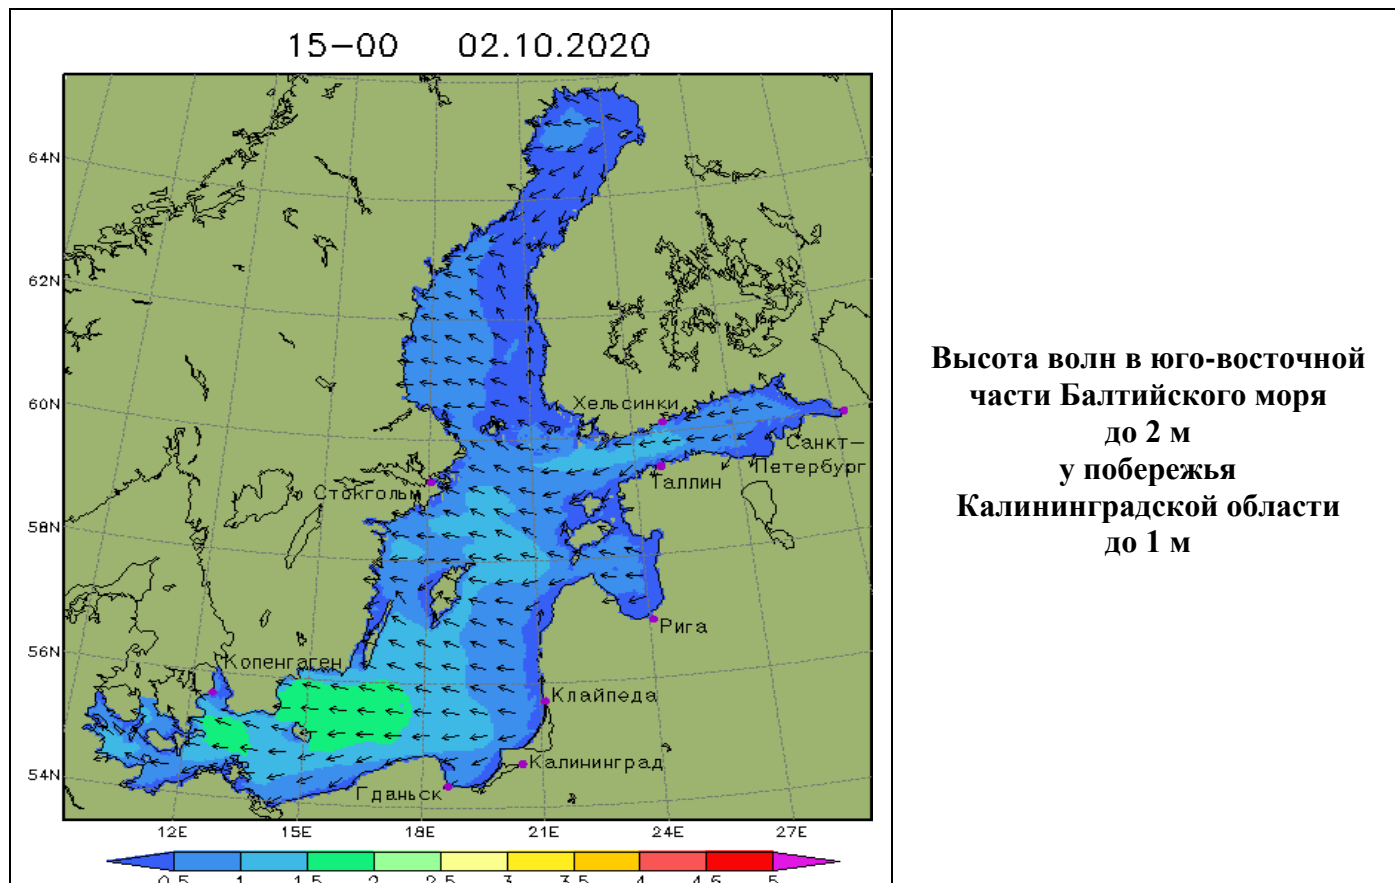 15-00 02.10.2020
64N
62N
60N
58N
56N
54N
Хельсинки
Санкт-
Петербург
Таллин
Стокгольм
Рига
Копенгаген
Клайпеда
Калининград
Гданьск
12E 15E 18E 21E 24E 27E
0.5 1 1.5 2 2.5 3 3.5 4 4.5 5
Высота волн в юго-восточной
части Балтийского моря
до 2 м
у побережья
Калининградской области
до 1 м